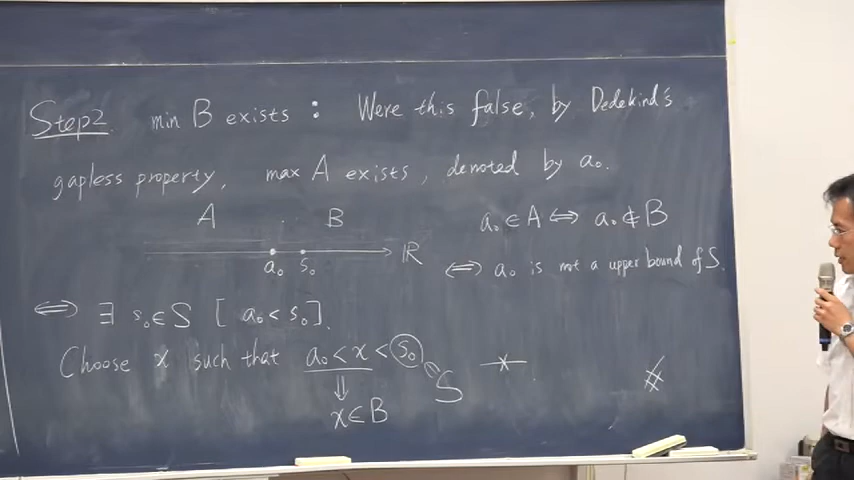 Step2 min B exists : Were this false, by Dedekind's
gapless property, max A exists, denoted by a₀.
A B
a₀ s₀ ℝ
a₀ ∈ A ⟺ a₀ ∉ B
⟺ a₀ is not a upper bound of S.
⟺ ∃ s₀ ∈ S [ a₀ < s₀ ].
Choose x such that a₀ < x < s₀ ∈ S
⇓
x ∈ B